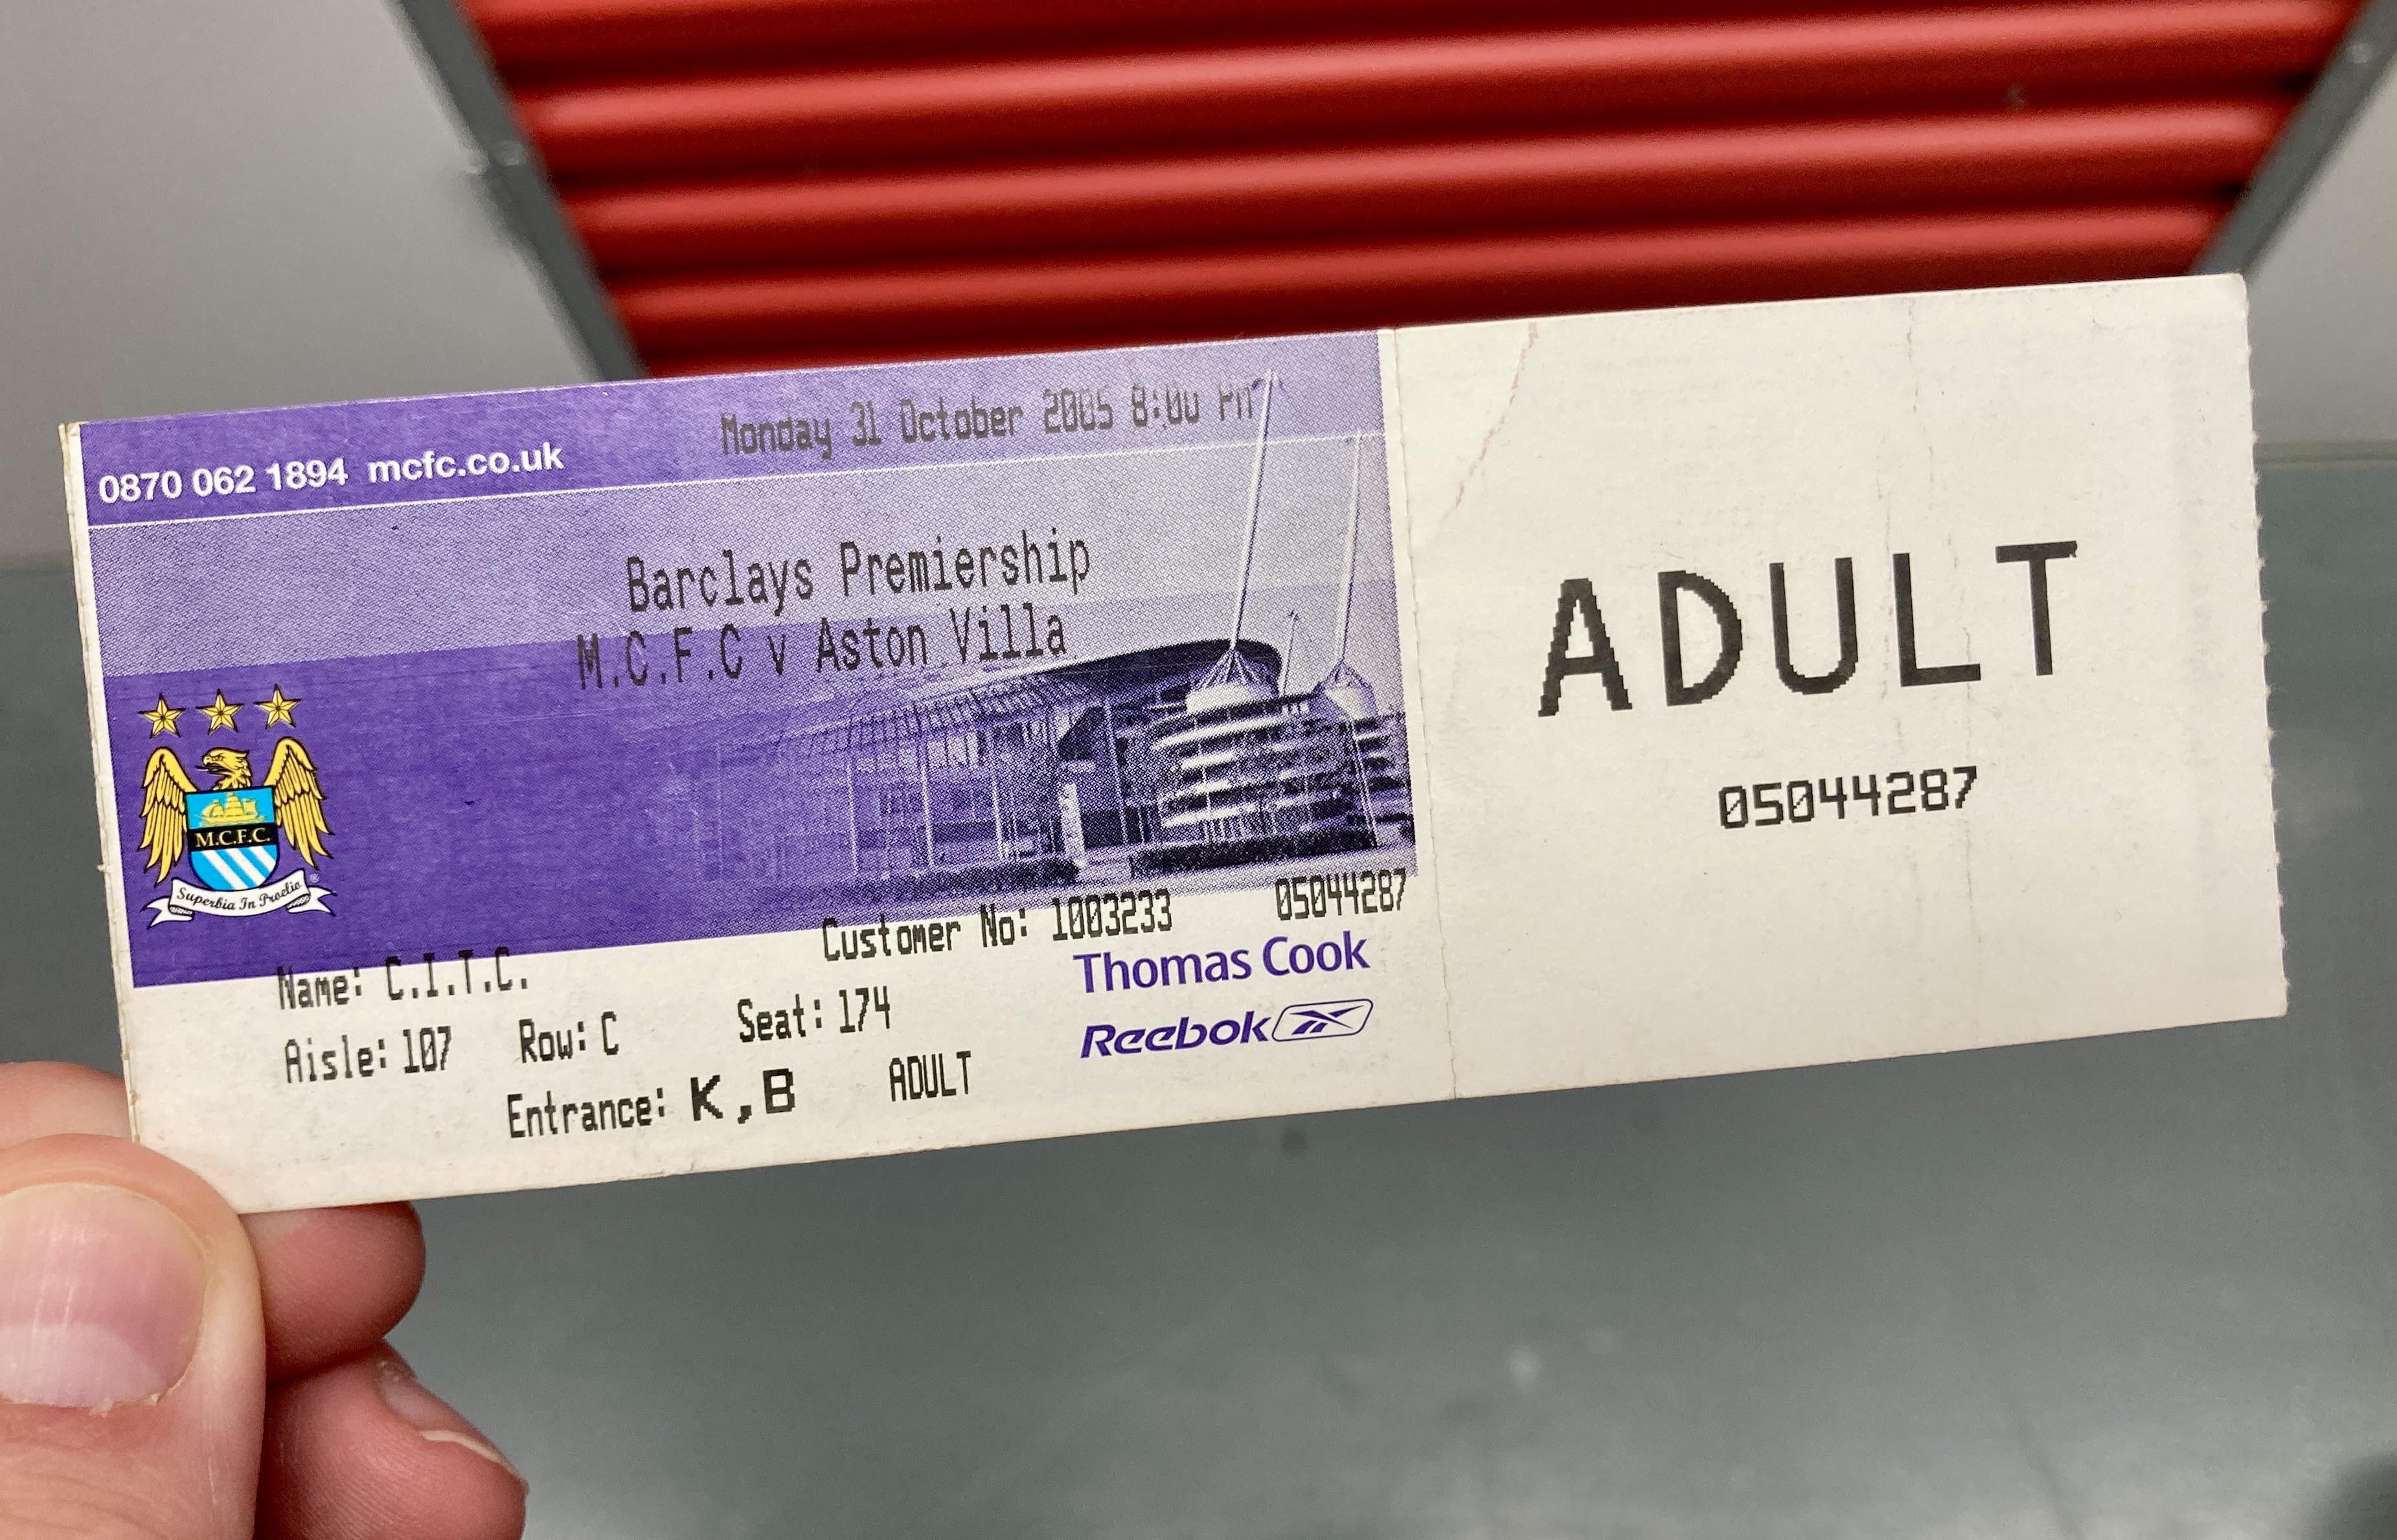 Monday 31 October 2005 8:00 PM
0870 062 1894 mcfc.co.uk
Barclays Premiership
M.C.F.C v Aston Villa
M.C.F.C.
Superbia In Proelio
®
Customer No: 1003233 05044287
Name: C.I.T.C.
Thomas Cook
Aisle: 107 Row: C Seat: 174
Reebok
Entrance: K,B ADULT
ADULT
05044287